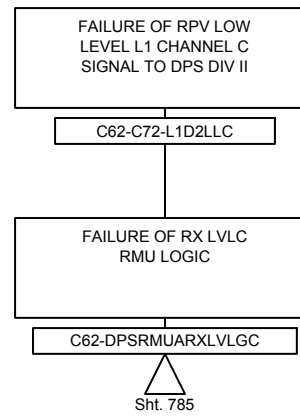 FAILURE OF RPV LOW
LEVEL L1 CHANNEL C
SIGNAL TO DPS DIV II
C62-C72-L1D2LLC
FAILURE OF RX LVLC
RMU LOGIC
C62-DPSRMUARXLVLGC
Sht. 785